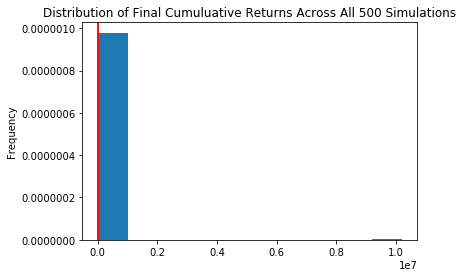 Distribution of Final Cumuluative Returns Across All 500 Simulations
0.0000010
0.0000008
0.0000006
0.0000004
0.0000002
0.0000000
Frequency
0.0 0.2 0.4 0.6 0.8 1.0
1e7